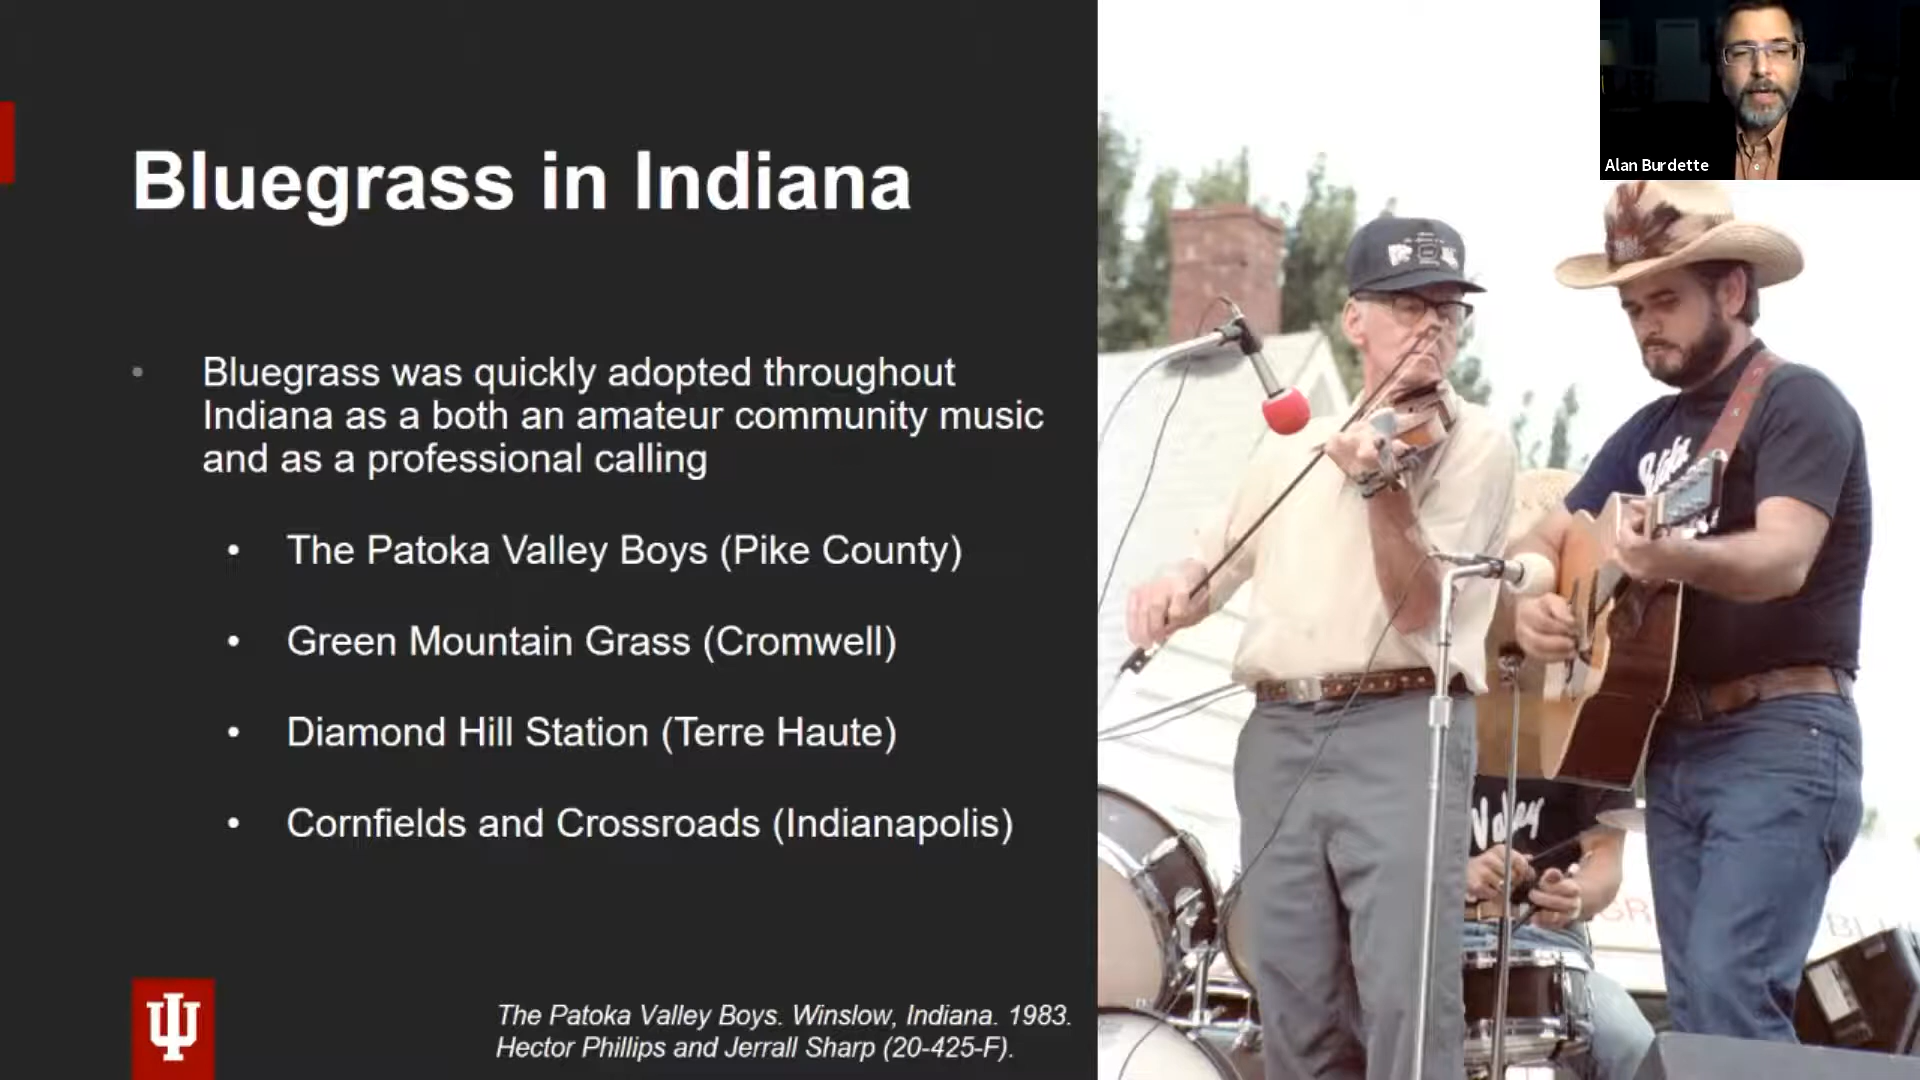 Alan Burdette
Bluegrass in Indiana
• Bluegrass was quickly adopted throughout
Indiana as a both an amateur community music
and as a professional calling
• The Patoka Valley Boys (Pike County)
• Green Mountain Grass (Cromwell)
• Diamond Hill Station (Terre Haute)
• Cornfields and Crossroads (Indianapolis)
The Patoka Valley Boys. Winslow, Indiana. 1983.
Hector Phillips and Jerrall Sharp (20-425-F).
Valley